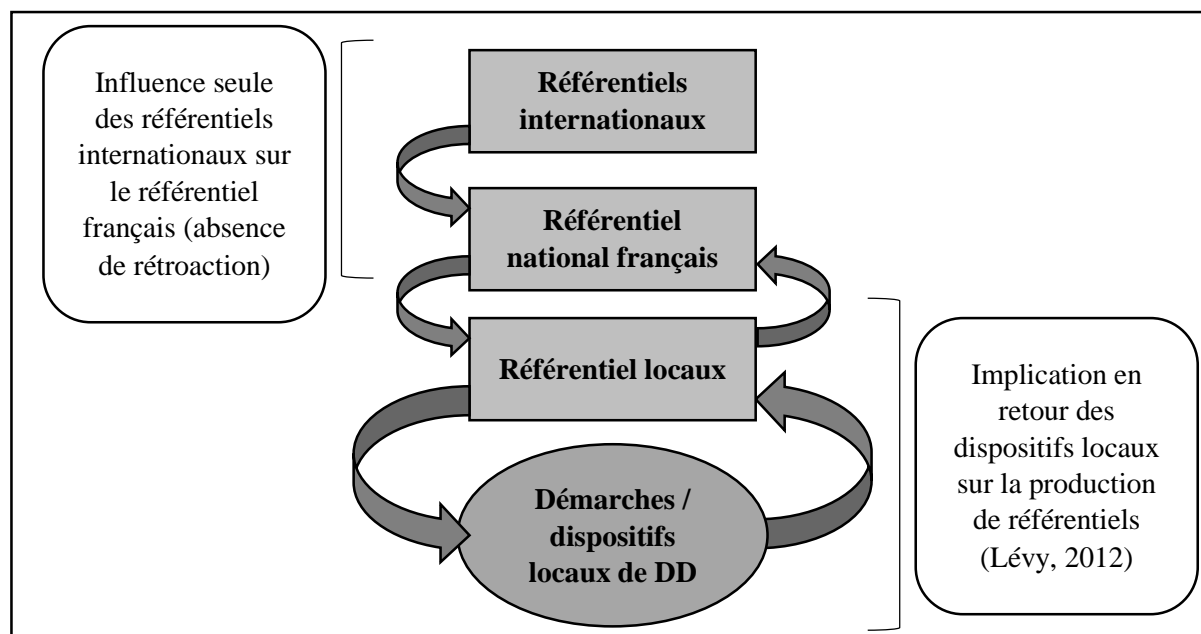 Influence seule
des référentiels
internationaux sur
le référentiel
français (absence
de rétroaction)
Référentiels
internationaux
Référentiel
national français
Référentiel locaux
Démarches /
dispositifs
locaux de DD
Implication en
retour des
dispositifs locaux
sur la production
de référentiels
(Lévy, 2012)